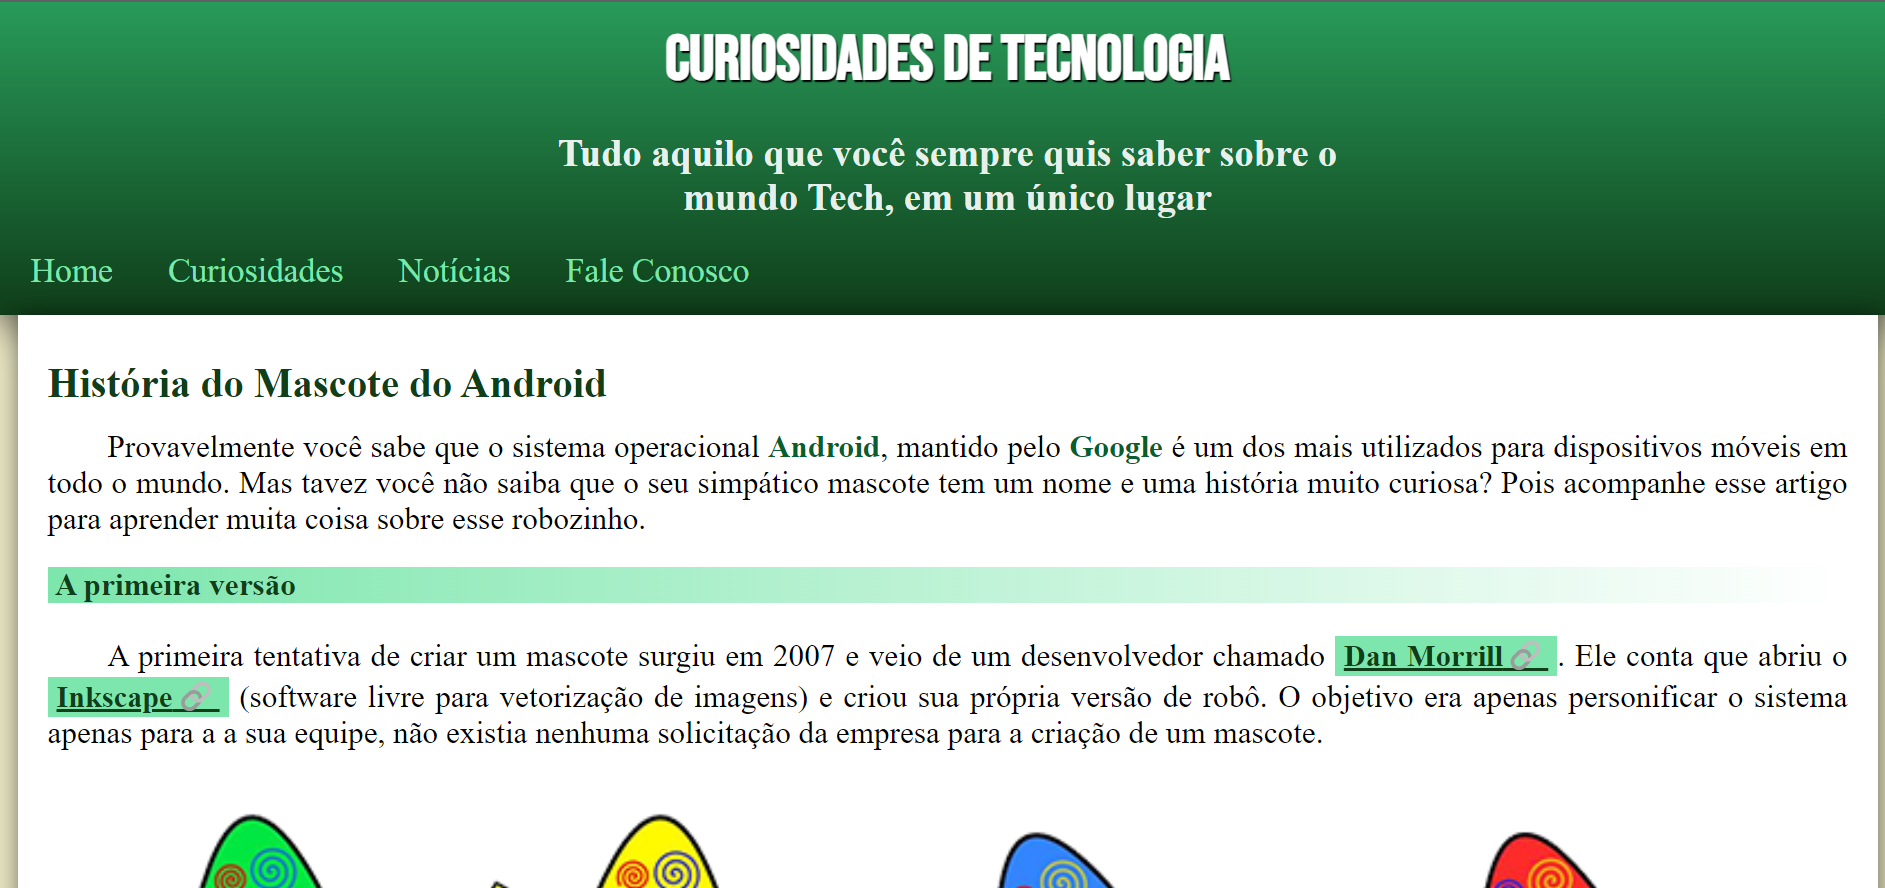 CURIOSIDADES DE TECNOLOGIA
Tudo aquilo que você sempre quis saber sobre o
mundo Tech, em um único lugar
Home Curiosidades Notícias Fale Conosco
História do Mascote do Android
Provavelmente você sabe que o sistema operacional Android, mantido pelo Google é um dos mais utilizados para dispositivos móveis em
todo o mundo. Mas tavez você não saiba que o seu simpático mascote tem um nome e uma história muito curiosa? Pois acompanhe esse artigo
para aprender muita coisa sobre esse robozinho.
A primeira versão
A primeira tentativa de criar um mascote surgiu em 2007 e veio de um desenvolvedor chamado Dan Morrill. Ele conta que abriu o
Inkscape (software livre para vetorização de imagens) e criou sua própria versão de robô. O objetivo era apenas personificar o sistema
apenas para a a sua equipe, não existia nenhuma solicitação da empresa para a criação de um mascote.